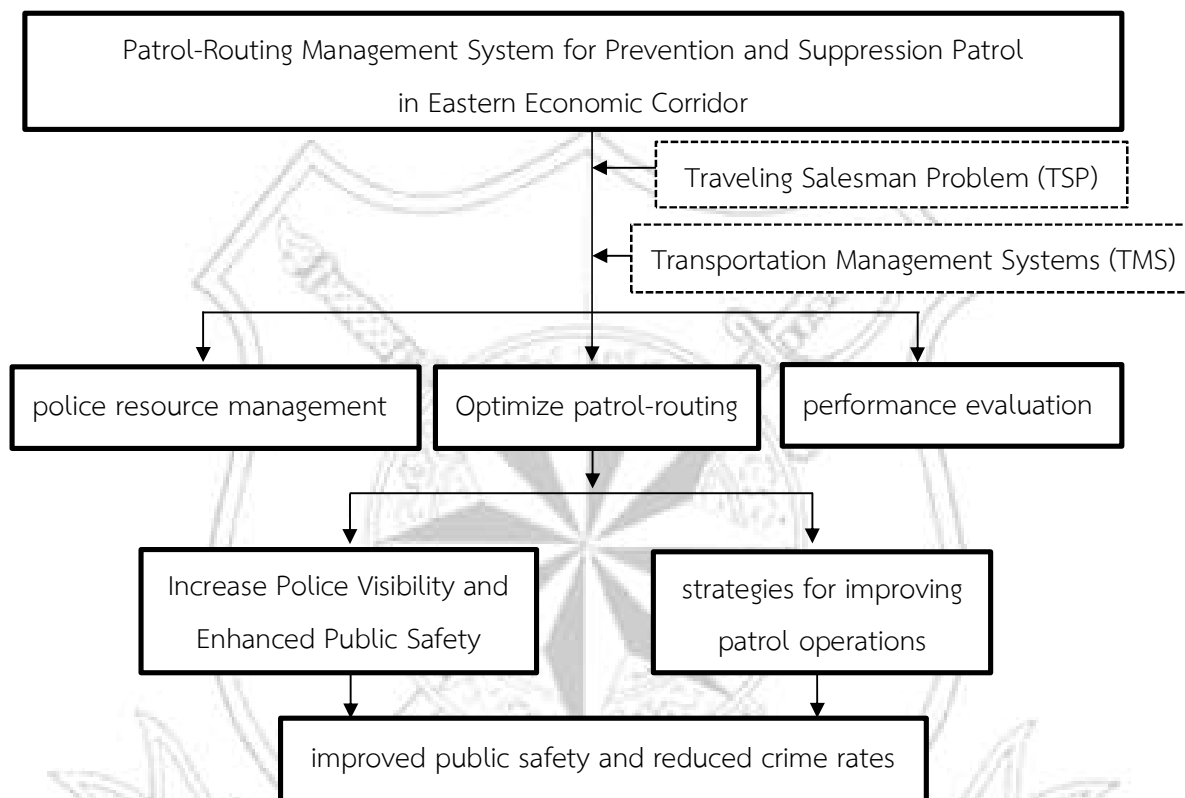 Patrol-Routing Management System for Prevention and Suppression Patrol
in Eastern Economic Corridor
Traveling Salesman Problem (TSP)
Transportation Management Systems (TMS)
police resource management
Optimize patrol-routing
performance evaluation
Increase Police Visibility and
Enhanced Public Safety
strategies for improving
patrol operations
improved public safety and reduced crime rates